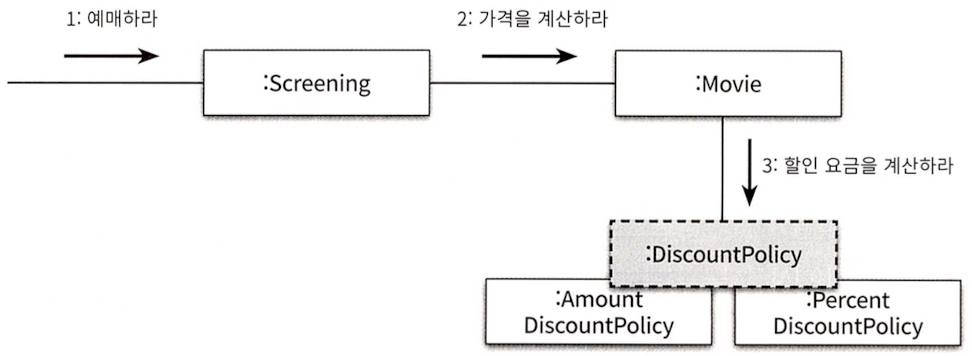 1: 예매하라
2: 가격을 계산하라
:Screening
:Movie
3: 할인 요금을 계산하라
:DiscountPolicy
:Amount
DiscountPolicy
:Percent
DiscountPolicy